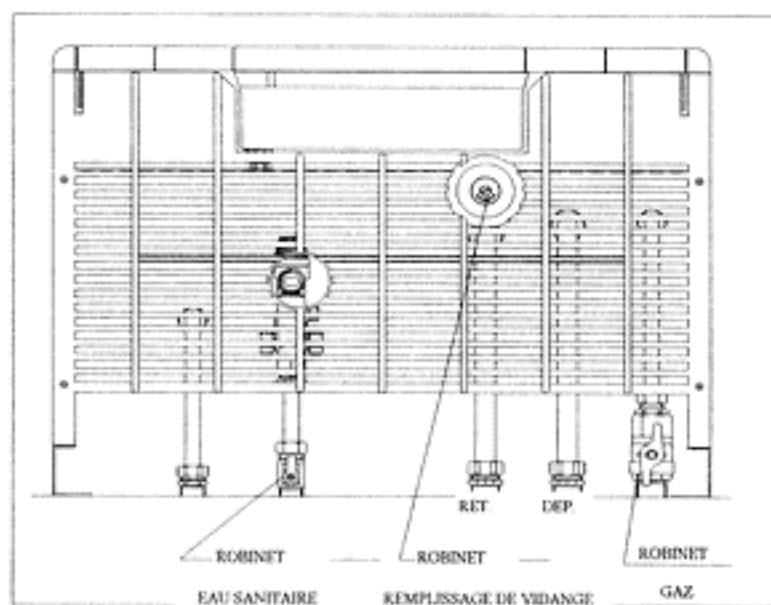 RET. DEP.
ROBINET ROBINET ROBINET
EAU SANITAIRE REMPLISSAGE DE VIDANGE GAZ